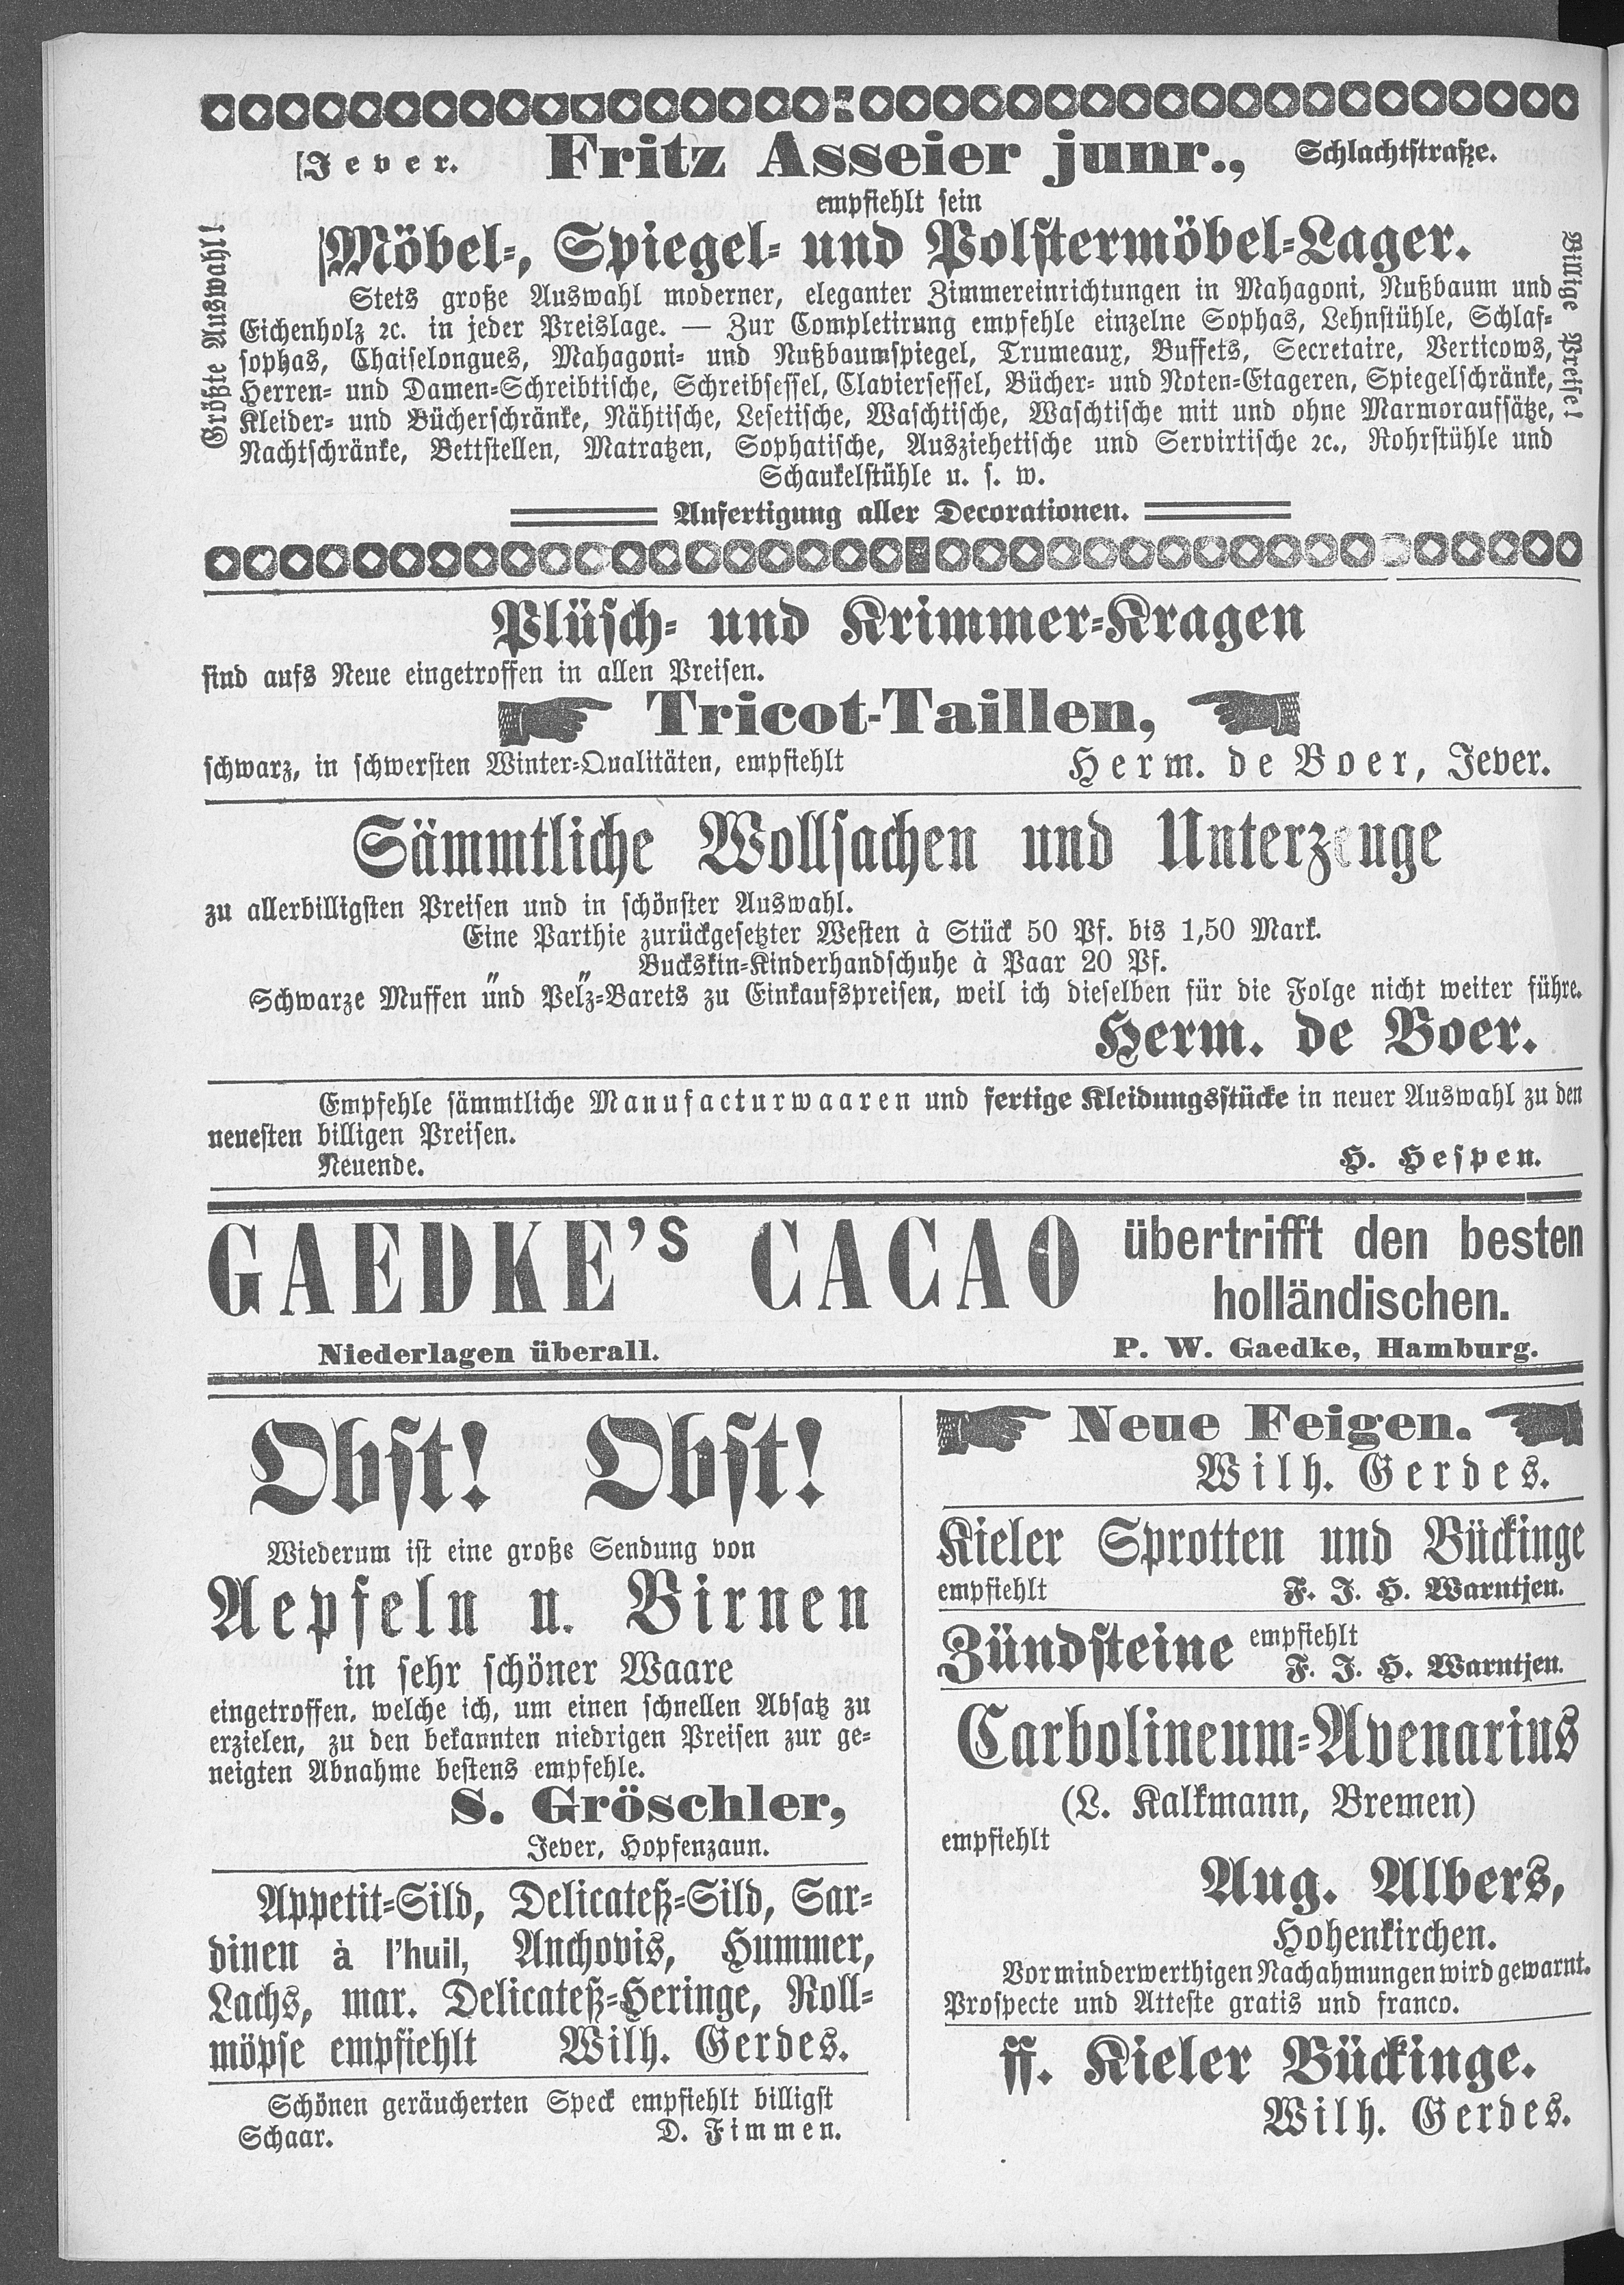 Jever. Fritz Asseier junr., Schlachtstraße.
empfiehlt sein
Möbel-, Spiegel- und Polstermöbel-Lager.
Größte Auswahl!
Billige Preise!
Stets große Auswahl moderner, eleganter Zimmereinrichtungen in Mahagoni, Nußbaum und
Eichenholz ꝛc. in jeder Preislage. — Zur Completirung empfehle einzelne Sophas, Lehnstühle, Schlaf-
sophas, Chaiselongues, Mahagoni- und Nußbaumspiegel, Trumeaux, Buffets, Secretaire, Verticows,
Herren- und Damen-Schreibtische, Schreibsessel, Claviersessel, Bücher- und Noten-Etageren, Spiegelschränke,
Kleider- und Bücherschränke, Nähtische, Lesetische, Waschtische, Waschtische mit und ohne Marmoraufsätze,
Nachtschränke, Bettstellen, Matratzen, Sophatische, Ausziehetische und Servirtische ꝛc., Rohrstühle und
Schaukelstühle u. s. w.
Anfertigung aller Decorationen.
Plüsch- und Krimmer-Kragen
sind aufs Neue eingetroffen in allen Preisen.
Tricot-Taillen,
schwarz, in schwersten Winter-Qualitäten, empfiehlt Herm. de Boer, Jever.
Sämmtliche Wollsachen und Unterzeuge
zu allerbilligsten Preisen und in schönster Auswahl.
Eine Parthie zurückgesetzter Westen à Stück 50 Pf. bis 1,50 Mark.
" " Buckskin-Kinderhandschuhe à Paar 20 Pf.
Schwarze Muffen und Pelz-Barets zu Einkaufspreisen, weil ich dieselben für die Folge nicht weiter führe.
Herm. de Boer.
Empfehle sämmtliche Manufacturwaaren und fertige Kleidungsstücke in neuer Auswahl zu den
neuesten billigen Preisen.
Neuende. H. Hespen.
GAEDKE's CACAO übertrifft den besten
holländischen.
Niederlagen überall. P. W. Gaedke, Hamburg.
Obst! Obst!
Wiederum ist eine große Sendung von
Aepfeln u. Birnen
in sehr schöner Waare
eingetroffen, welche ich, um einen schnellen Absatz zu
erzielen, zu den bekannten niedrigen Preisen zur ge-
neigten Abnahme bestens empfehle.
S. Gröschler,
Jever, Hopfenzaun.
Appetit-Sild, Delicateß-Sild, Sar-
dinen à l'huil, Anchovis, Hummer,
Lachs, mar. Delicateß-Heringe, Roll-
möpse empfiehlt Wilh. Gerdes.
Schönen geräucherten Speck empfiehlt billigst
Schaar. D. Fimmen.
Neue Feigen.
Wilh. Gerdes.
Kieler Sprotten und Bückinge
empfiehlt F. J. H. Warntjen.
Zündsteine empfiehlt
F. J. H. Warntjen.
Carbolineum-Avenarius
(L. Kalkmann, Bremen)
empfiehlt
Aug. Albers,
Hohenkirchen.
Vor minderwerthigen Nachahmungen wird gewarnt.
Prospecte und Atteste gratis und franco.
ff. Kieler Bückinge.
Wilh. Gerdes.